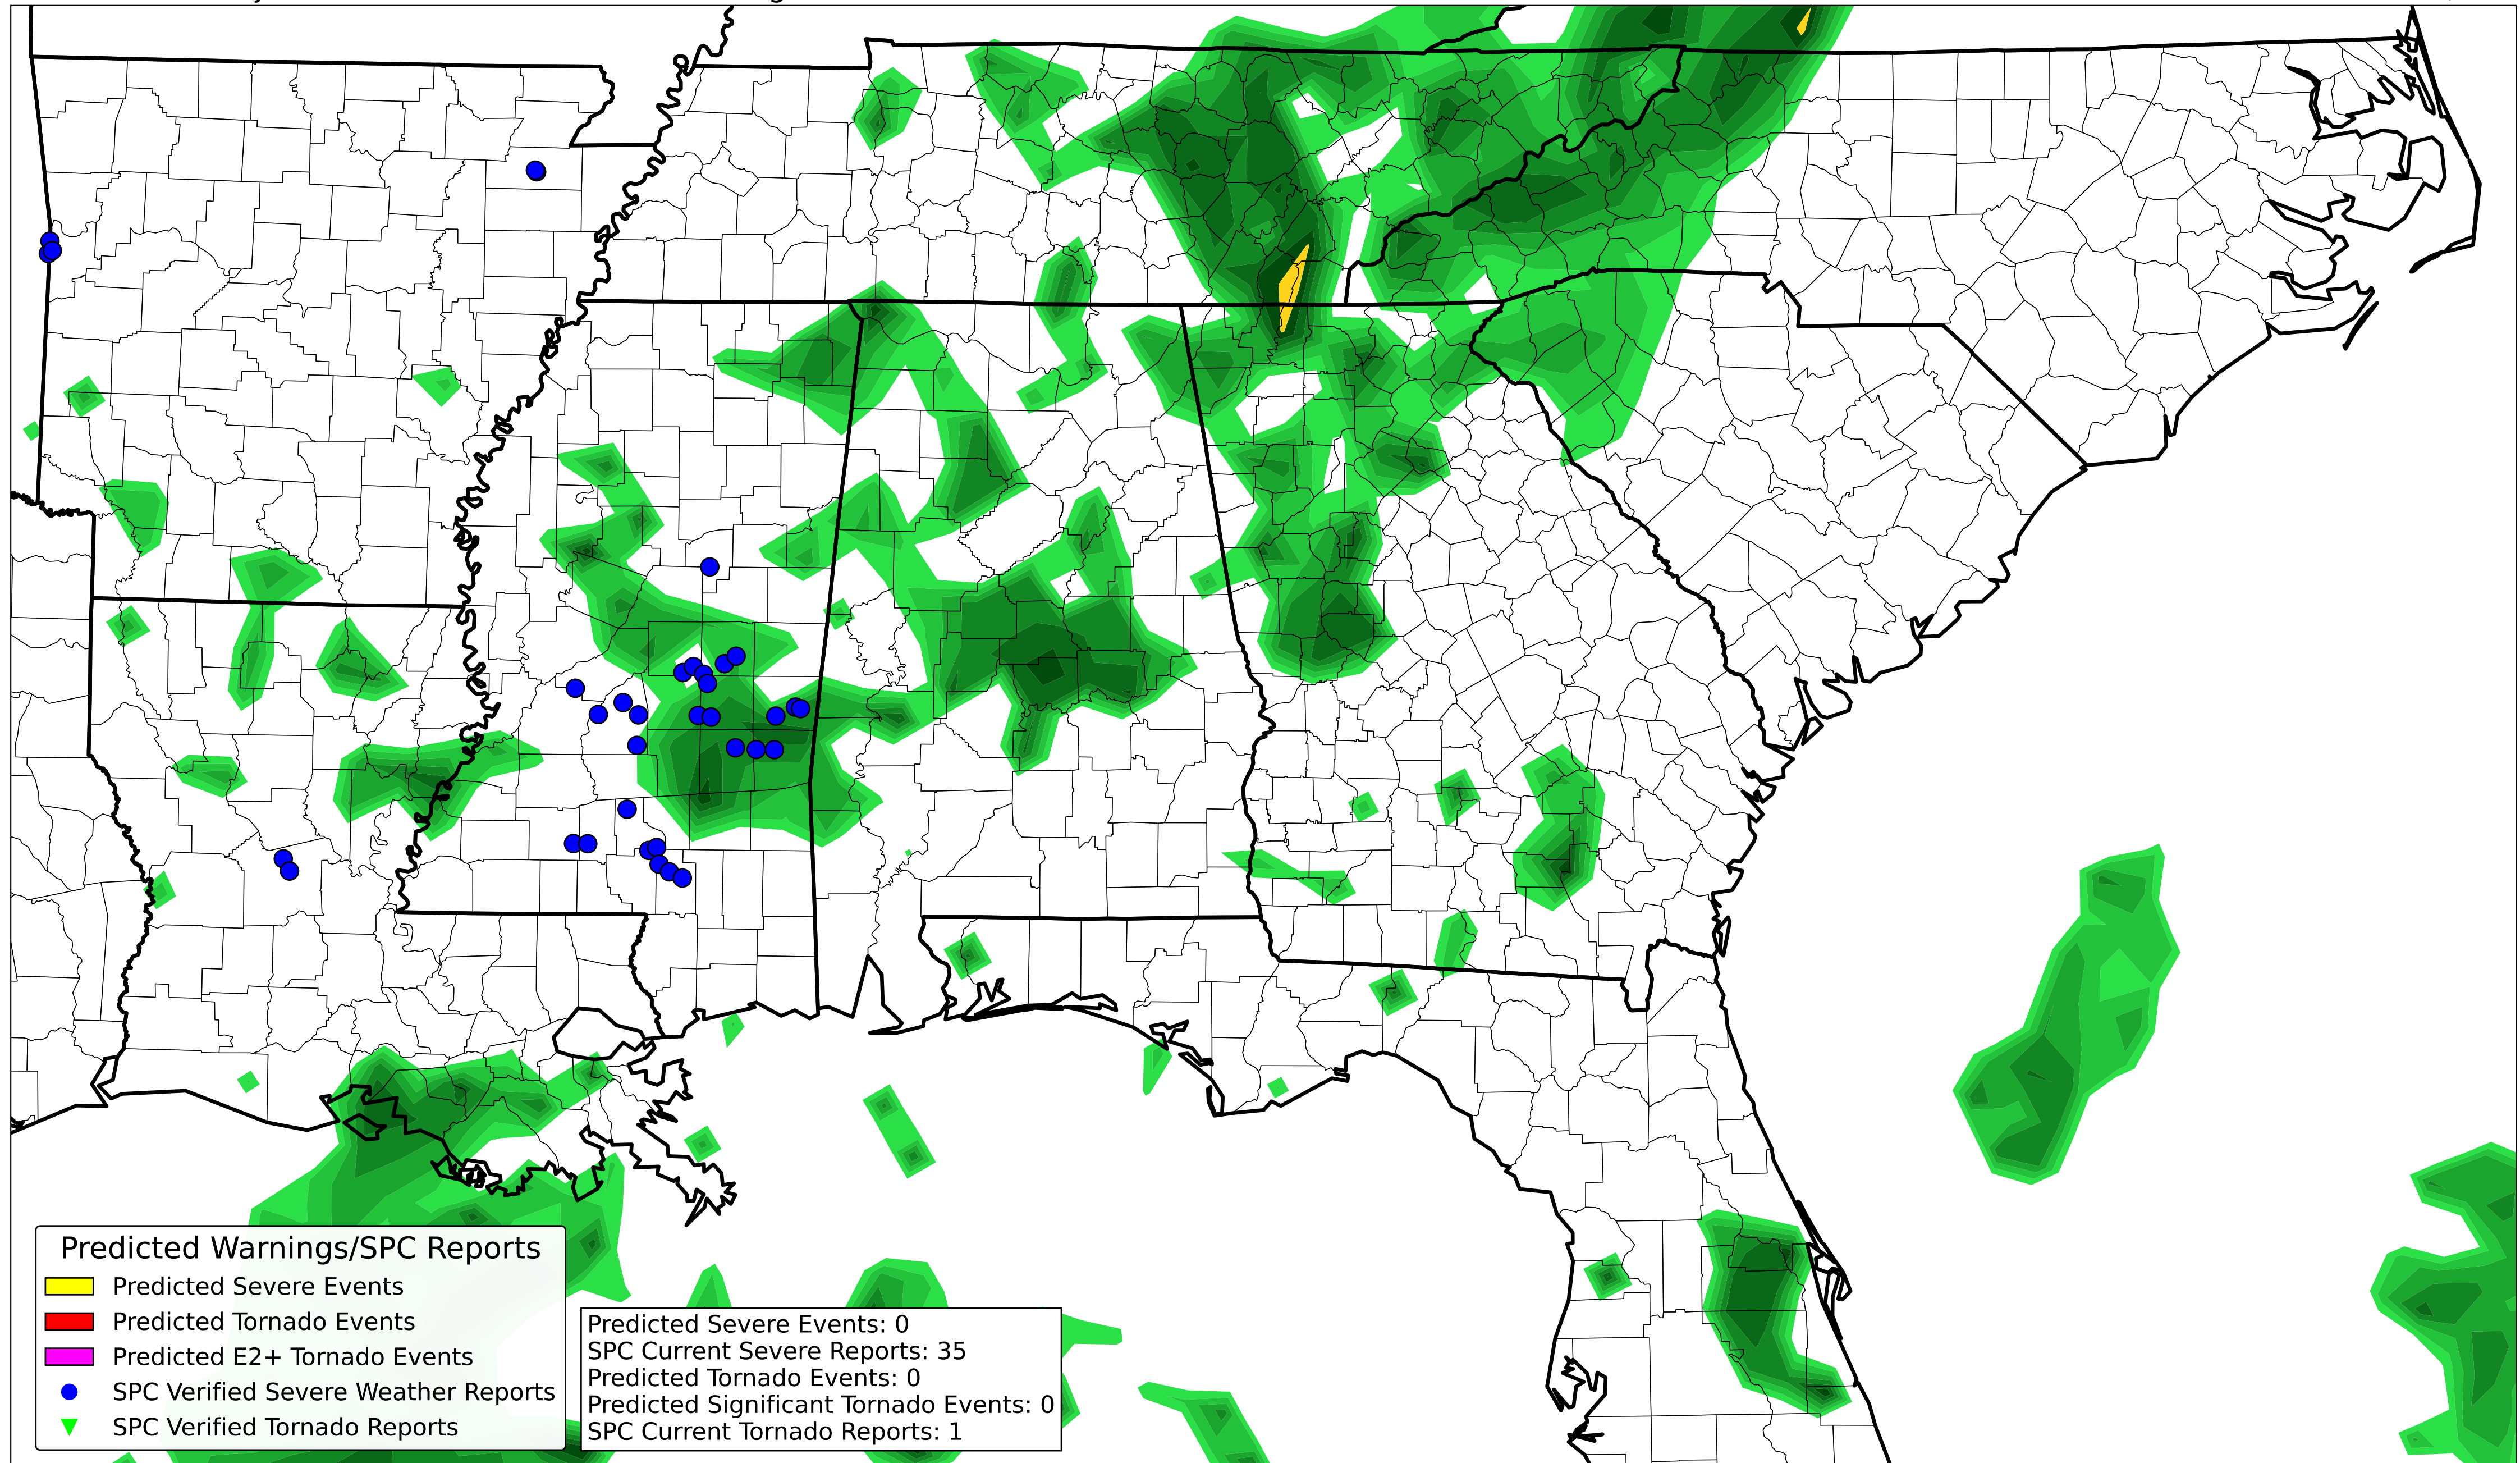 Predicted Warnings/SPC Reports
Predicted Severe Events
Predicted Tornado Events
Predicted E2+ Tornado Events
SPC Verified Severe Weather Reports
SPC Verified Tornado Reports
Predicted Severe Events: 0
SPC Current Severe Reports: 35
Predicted Tornado Events: 0
Predicted Significant Tornado Events: 0
SPC Current Tornado Reports: 1